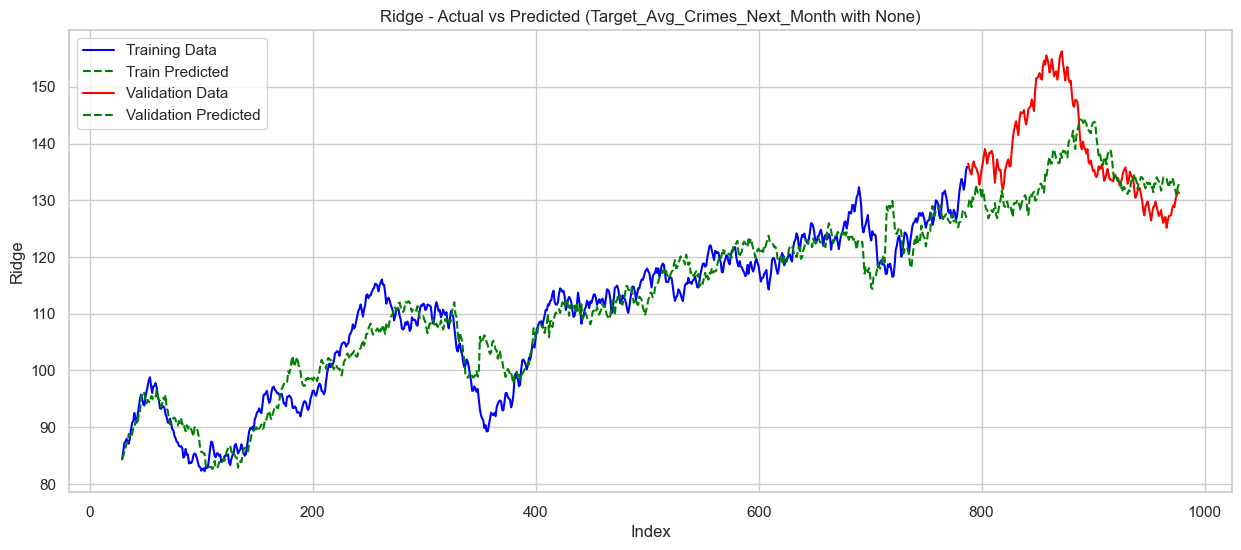 Ridge - Actual vs Predicted (Target_Avg_Crimes_Next_Month with None)
Training Data
Train Predicted
Validation Data
Validation Predicted
Ridge
150
140
130
120
110
100
90
80
0 200 400 600 800 1000
Index